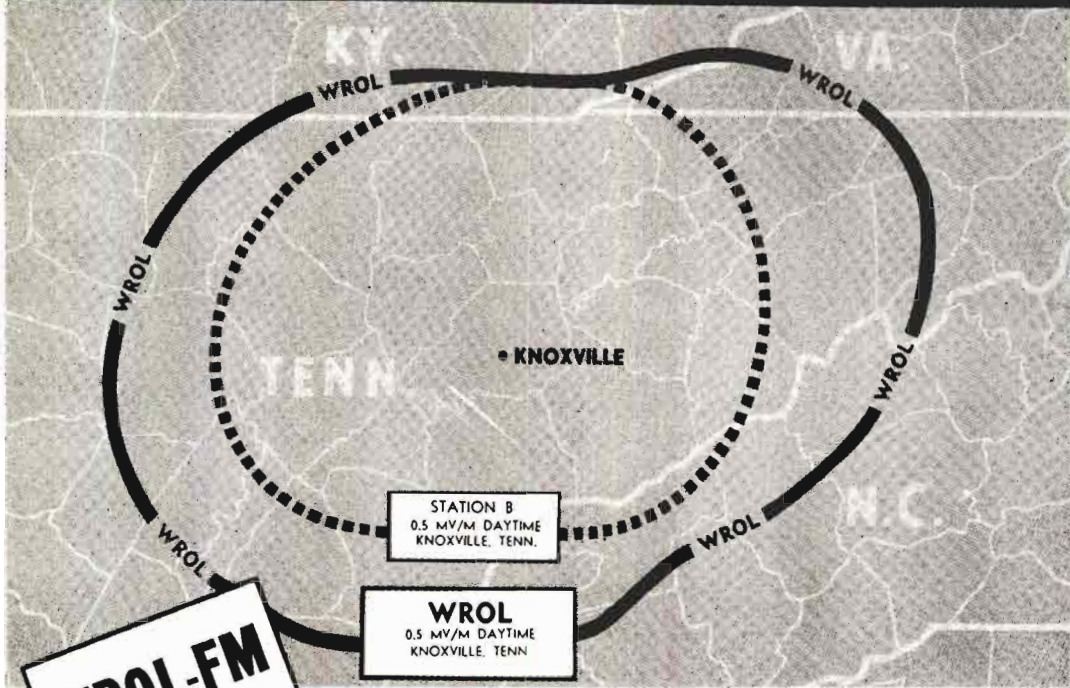 KY.
VA.
WROL
WROL
WROL
• KNOXVILLE
TENN.
WROL
STATION B
0.5 MV/M DAYTIME
KNOXVILLE, TENN.
N.C.
WROL
WROL
WROL
0.5 MV/M DAYTIME
KNOXVILLE, TENN
WROL-FM